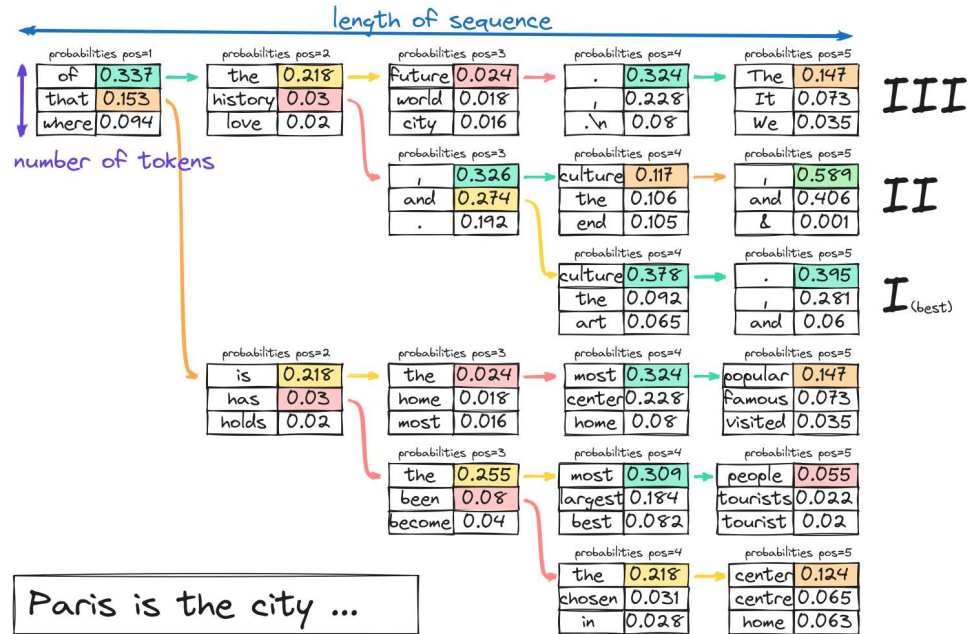 length of sequence
probabilities pos=1 probabilities pos=2 probabilities pos=3 probabilities pos=4 probabilities pos=5
of 0.337 the 0.218 future 0.024 . 0.324 The 0.147
that 0.153 history 0.03 world 0.018 , 0.228 It 0.073 III
where 0.094 love 0.02 city 0.016 .\n 0.08 We 0.035
number of tokens
probabilities pos=3 probabilities pos=4 probabilities pos=5
, 0.326 culture 0.117 , 0.589
and 0.274 the 0.106 and 0.406 II
. 0.192 end 0.105 & 0.001
probabilities pos=4 probabilities pos=5
culture 0.378 . 0.395
the 0.092 , 0.281 I (best)
art 0.065 and 0.06
probabilities pos=2 probabilities pos=3 probabilities pos=4 probabilities pos=5
is 0.218 the 0.024 most 0.324 popular 0.147
has 0.03 home 0.018 center 0.228 famous 0.073
holds 0.02 most 0.016 home 0.08 visited 0.035
probabilities pos=3 probabilities pos=4 probabilities pos=5
the 0.255 most 0.309 people 0.055
been 0.08 largest 0.184 tourists 0.022
become 0.04 best 0.082 tourist 0.02
probabilities pos=4 probabilities pos=5
the 0.218 center 0.124
chosen 0.031 centre 0.065
in 0.028 home 0.063
Paris is the city ...